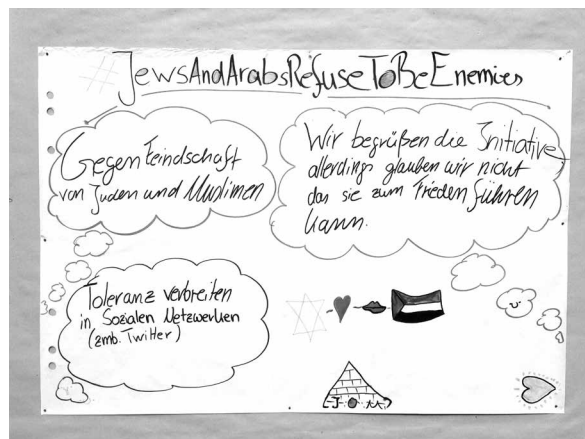 #JewsAndArabsRefuseToBeEnemies
Gegen Feindschaft
von Juden und Muslimen
Wir begrüßen die Initiative
allerdings glauben wir nicht
das sie zum Frieden führen
kann.
Toleranz verbreiten
in Sozialen Netzwerken
(zmb. Twitter)